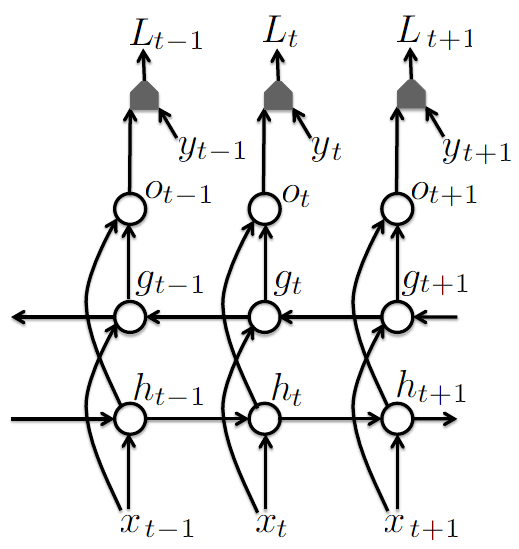 L_{t-1} L_t L_{t+1}
y_{t-1} y_t y_{t+1}
o_{t-1} o_t o_{t+1}
g_{t-1} g_t g_{t+1}
h_{t-1} h_t h_{t+1}
x_{t-1} x_t x_{t+1}